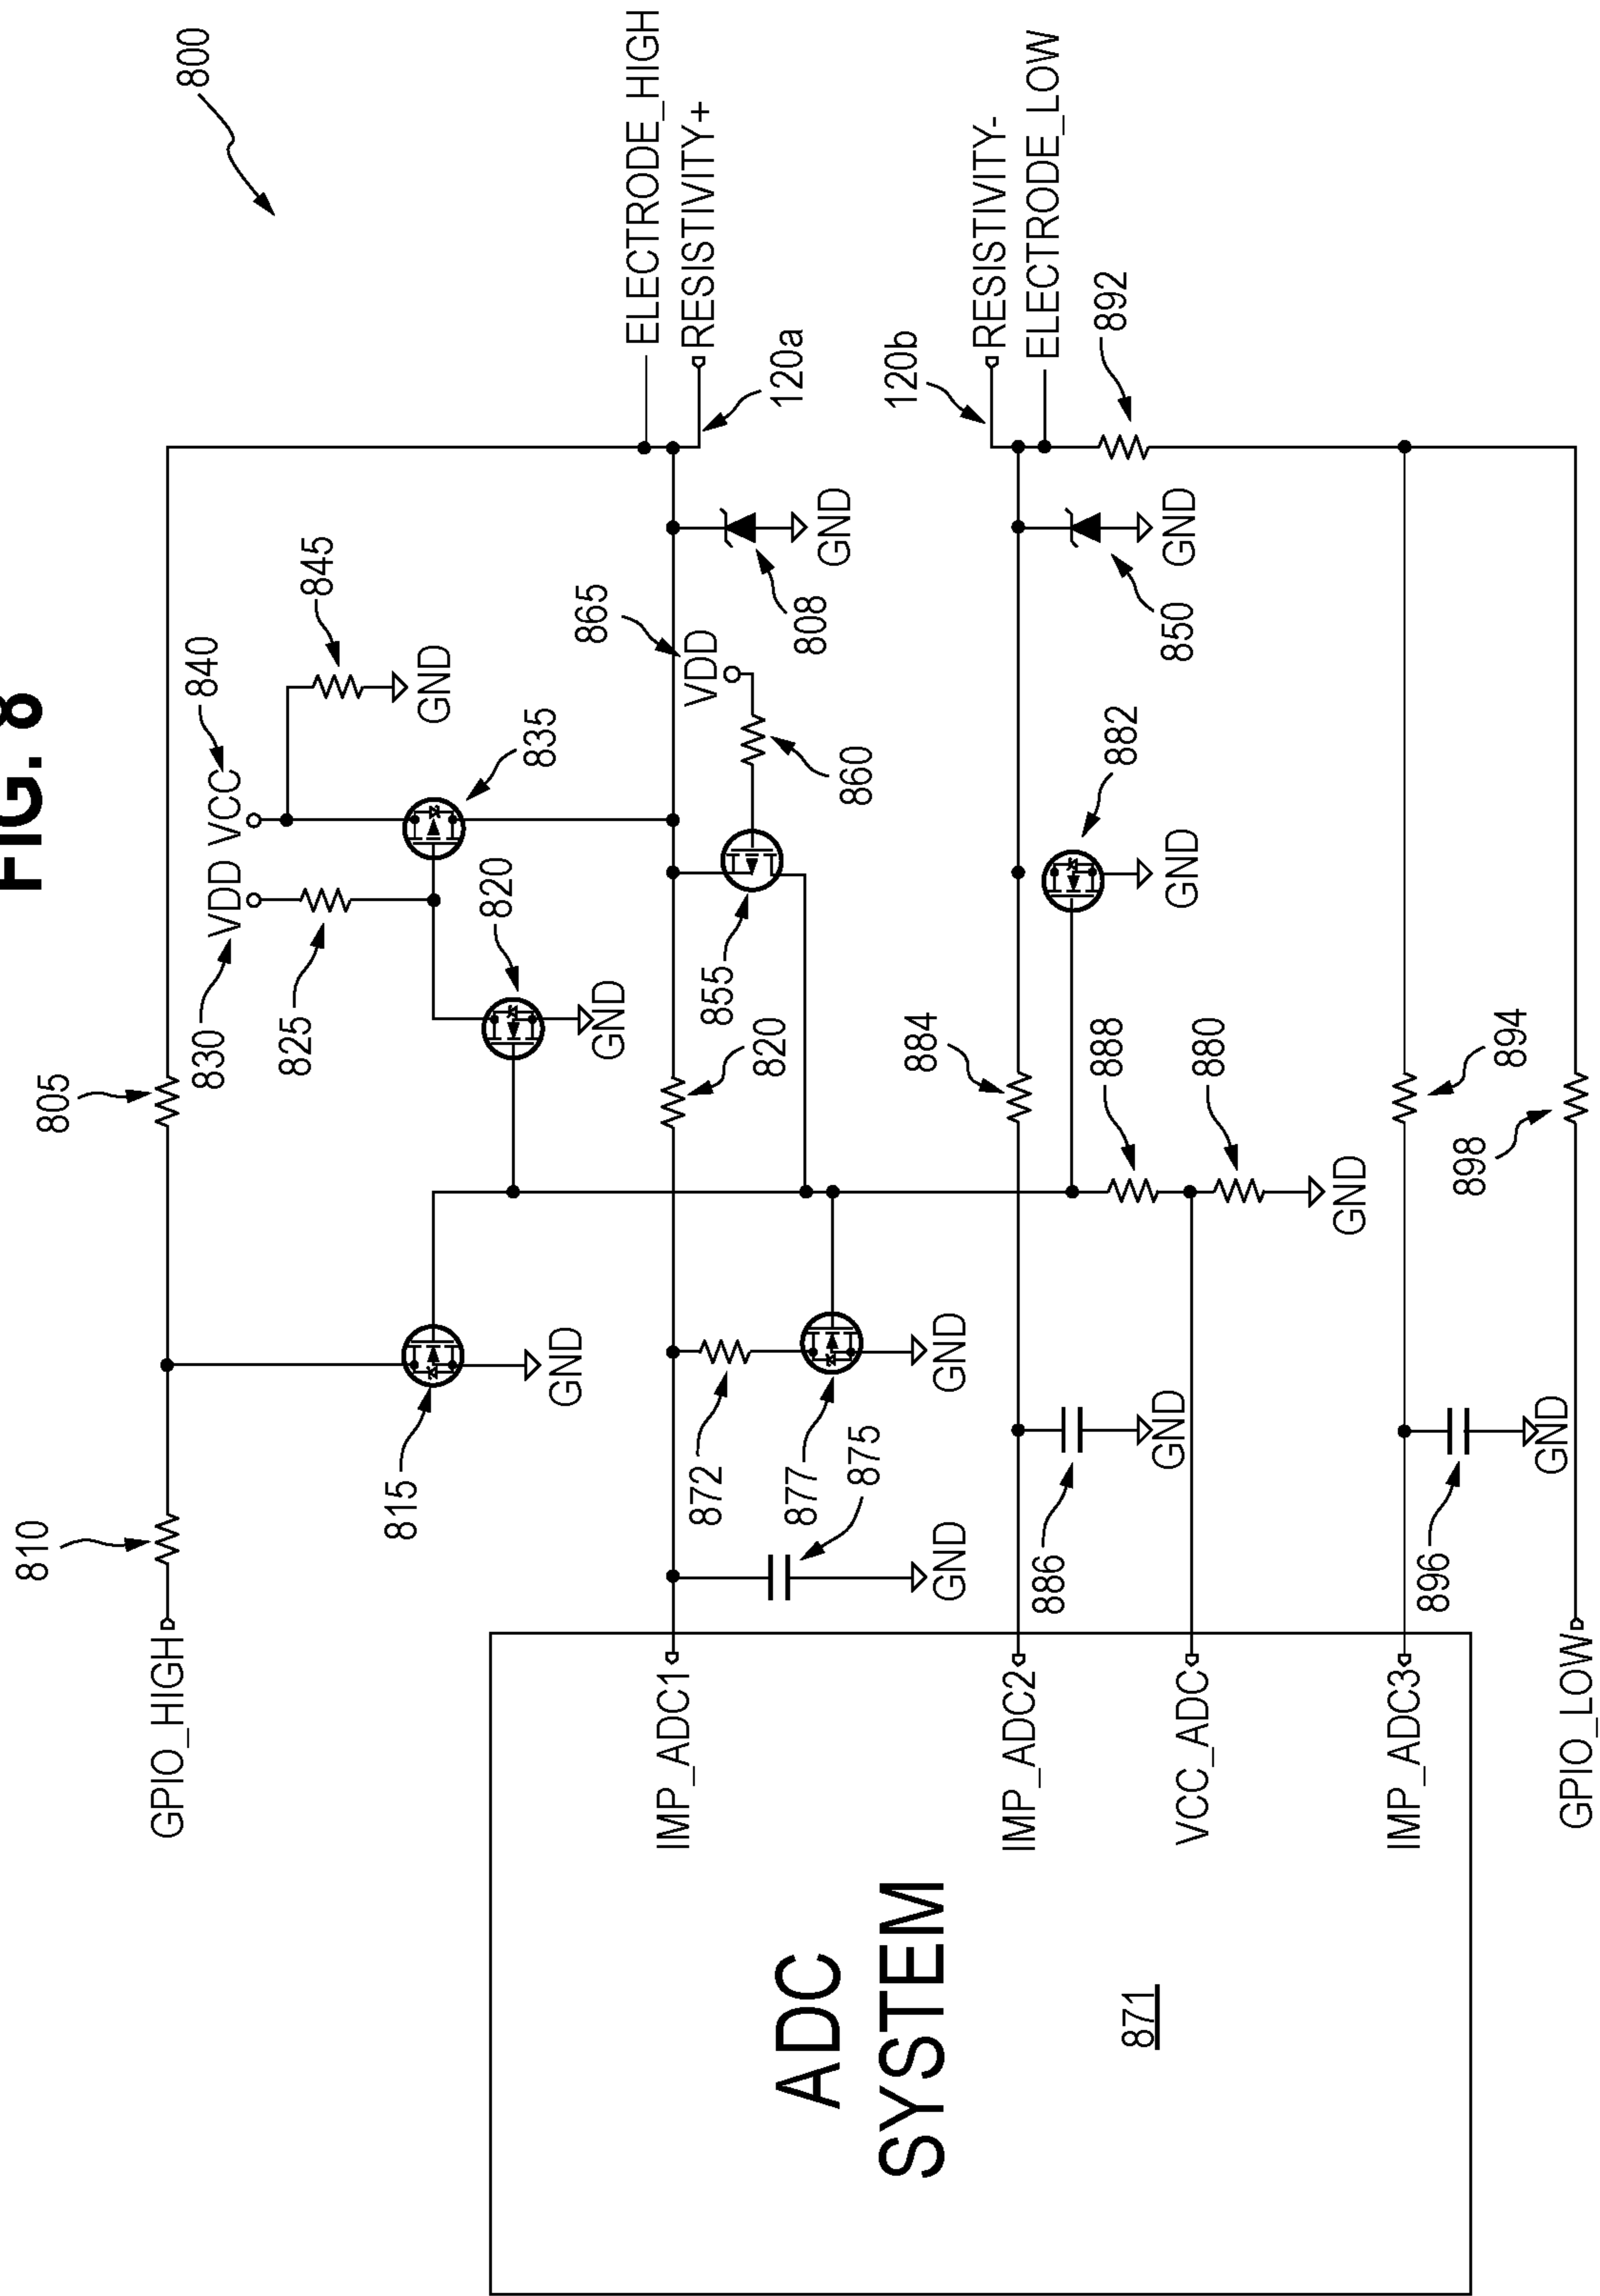 FIG. 8
800
805
810
GPIO_HIGH
830
VDD
VCC
840
825
845
GND
835
820
GND
815
GND
ELECTRODE_HIGH
RESISTIVITY+
120a
865
VDD
860
855
808
GND
820
872
877
875
GND
GND
IMP_ADC1
RESISTIVITY-
ELECTRODE_LOW
120b
892
850
GND
882
GND
884
888
880
GND
886
GND
IMP_ADC2
VCC_ADC
IMP_ADC3
894
898
896
GND
GPIO_LOW
ADC
SYSTEM
871